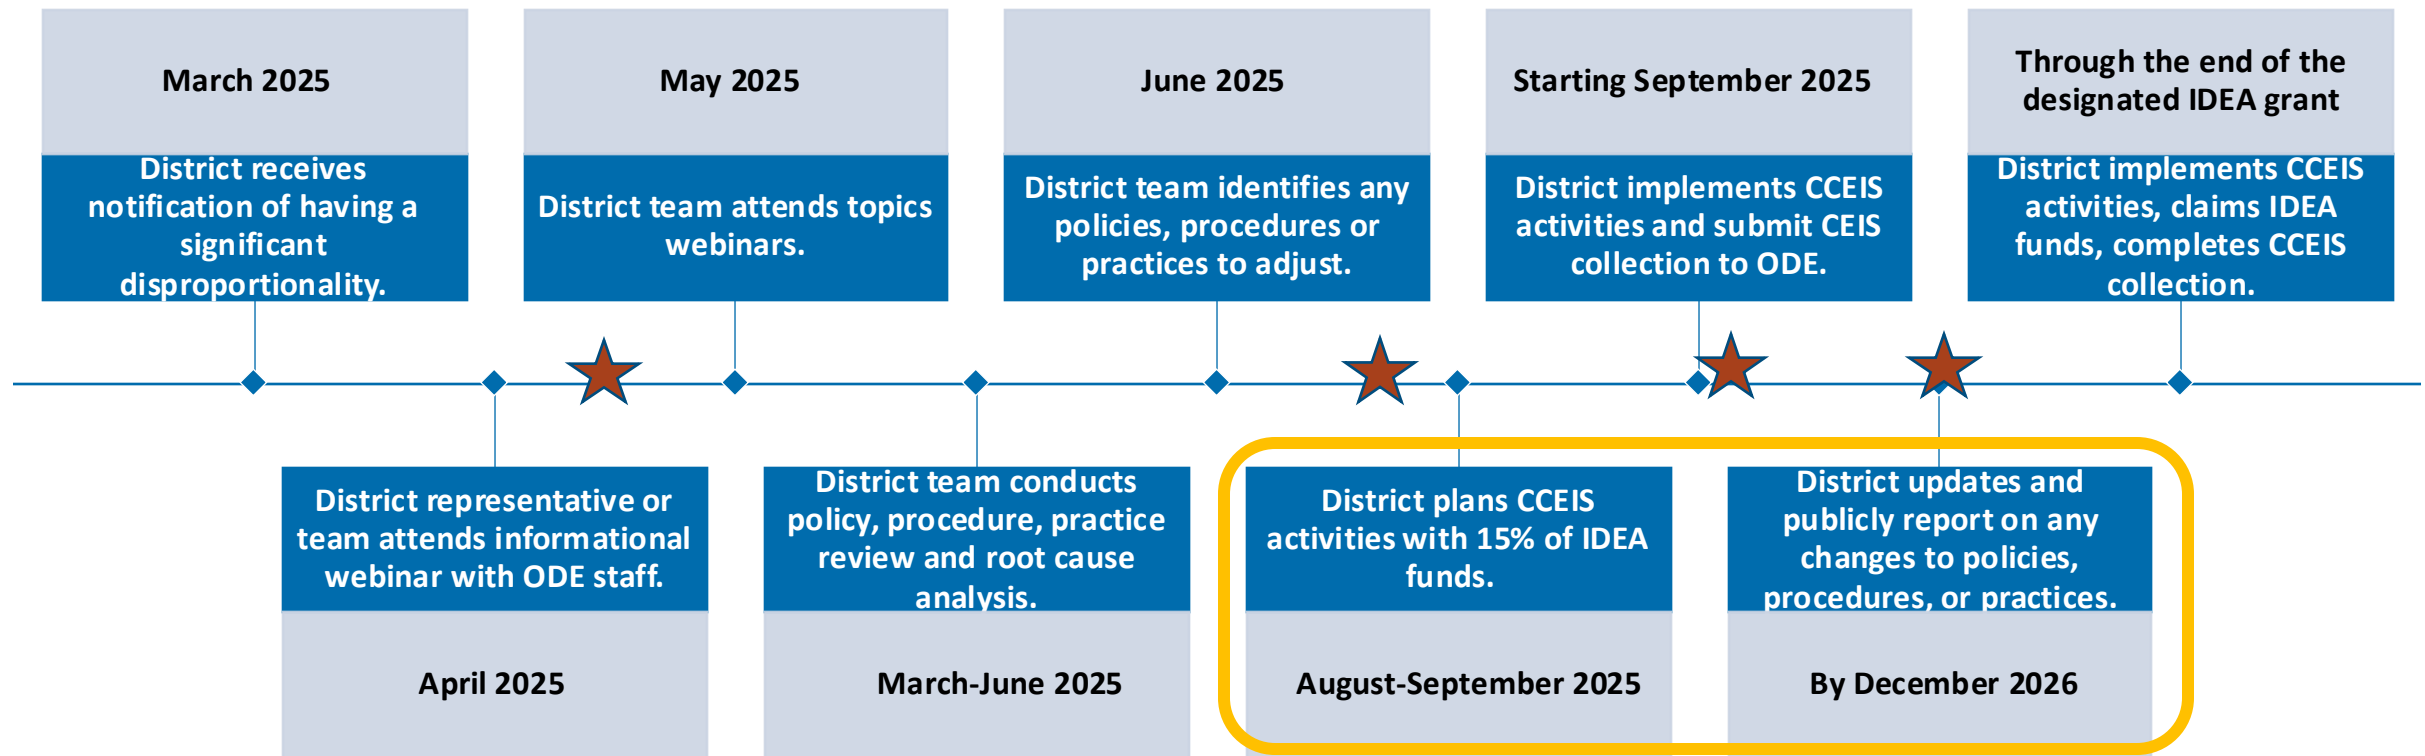 March 2025
District receives
notification of having a
significant
disproportionality.
May 2025
District team attends topics
webinars.
June 2025
District team identifies any
policies, procedures or
practices to adjust.
Starting September 2025
District implements CCEIS
activities and submit CEIS
collection to ODE.
Through the end of the
designated IDEA grant
District implements CCEIS
activities, claims IDEA
funds, completes CCEIS
collection.
District representative or
team attends informational
webinar with ODE staff.
April 2025
District team conducts
policy, procedure, practice
review and root cause
analysis.
March-June 2025
District plans CCEIS
activities with 15% of IDEA
funds.
August-September 2025
District updates and
publicly report on any
changes to policies,
procedures, or practices.
By December 2026